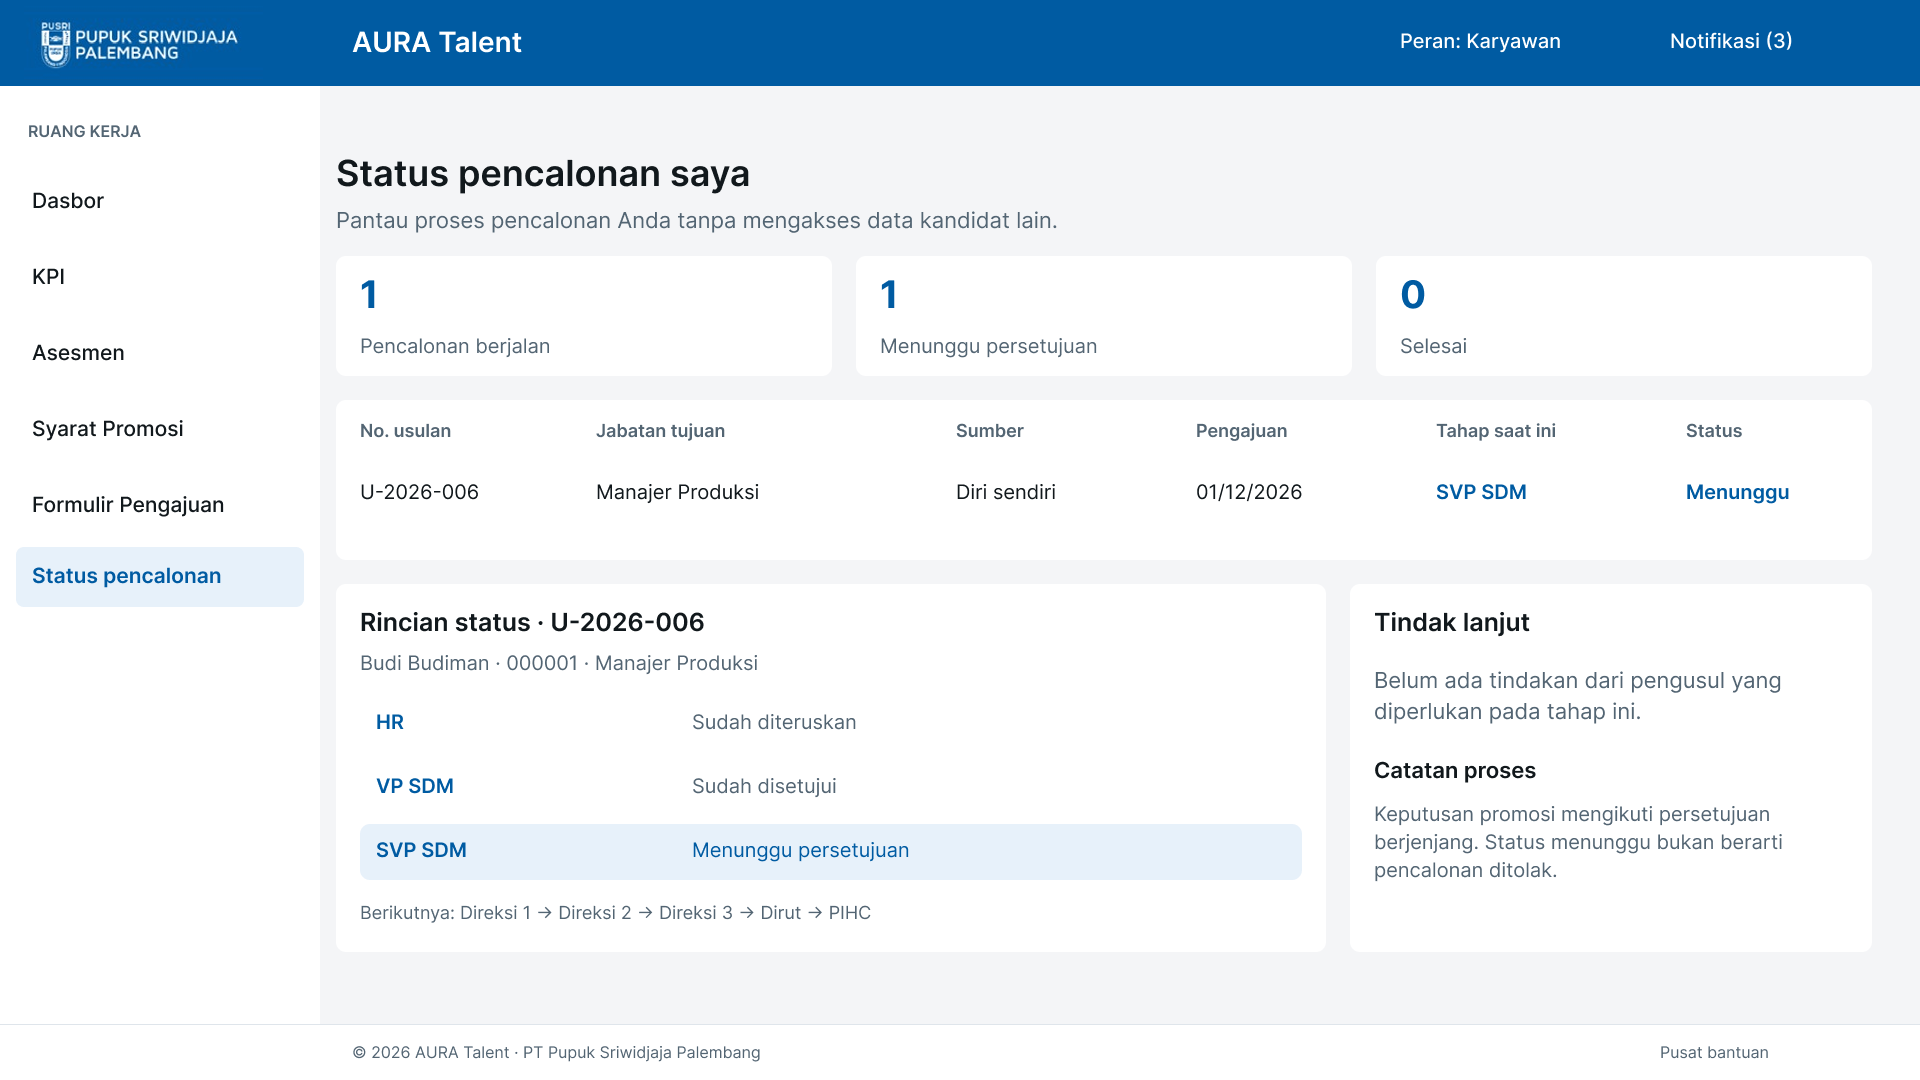 PUSRI
PUPUK SRIWIDJAJA
PALEMBANG
AURA Talent
Peran: Karyawan
Notifikasi (3)
RUANG KERJA
Dasbor
KPI
Asesmen
Syarat Promosi
Formulir Pengajuan
Status pencalonan
Status pencalonan saya
Pantau proses pencalonan Anda tanpa mengakses data kandidat lain.
1
Pencalonan berjalan
1
Menunggu persetujuan
0
Selesai
No. usulan Jabatan tujuan Sumber Pengajuan Tahap saat ini Status
U-2026-006 Manajer Produksi Diri sendiri 01/12/2026 SVP SDM Menunggu
Rincian status · U-2026-006
Budi Budiman · 000001 · Manajer Produksi
HR Sudah diteruskan
VP SDM Sudah disetujui
SVP SDM Menunggu persetujuan
Berikutnya: Direksi 1 → Direksi 2 → Direksi 3 → Dirut → PIHC
Tindak lanjut
Belum ada tindakan dari pengusul yang
diperlukan pada tahap ini.
Catatan proses
Keputusan promosi mengikuti persetujuan
berjenjang. Status menunggu bukan berarti
pencalonan ditolak.
© 2026 AURA Talent · PT Pupuk Sriwidjaja Palembang
Pusat bantuan